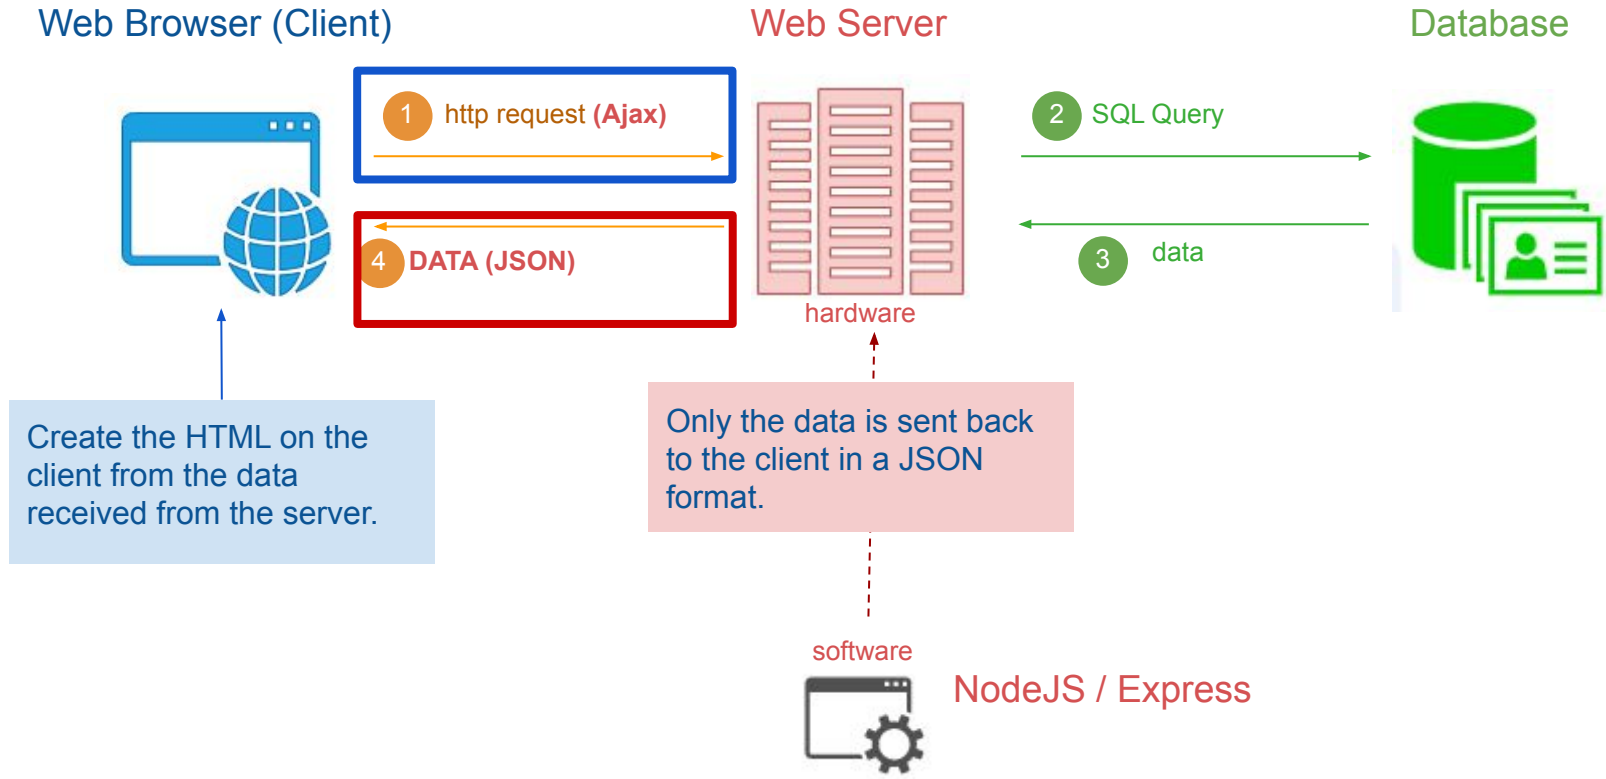 Web Browser (Client)
Web Server
Database
1 http request (Ajax)
2 SQL Query
4 DATA (JSON)
3 data
hardware
Create the HTML on the
client from the data
received from the server.
Only the data is sent back
to the client in a JSON
format.
software
NodeJS / Express